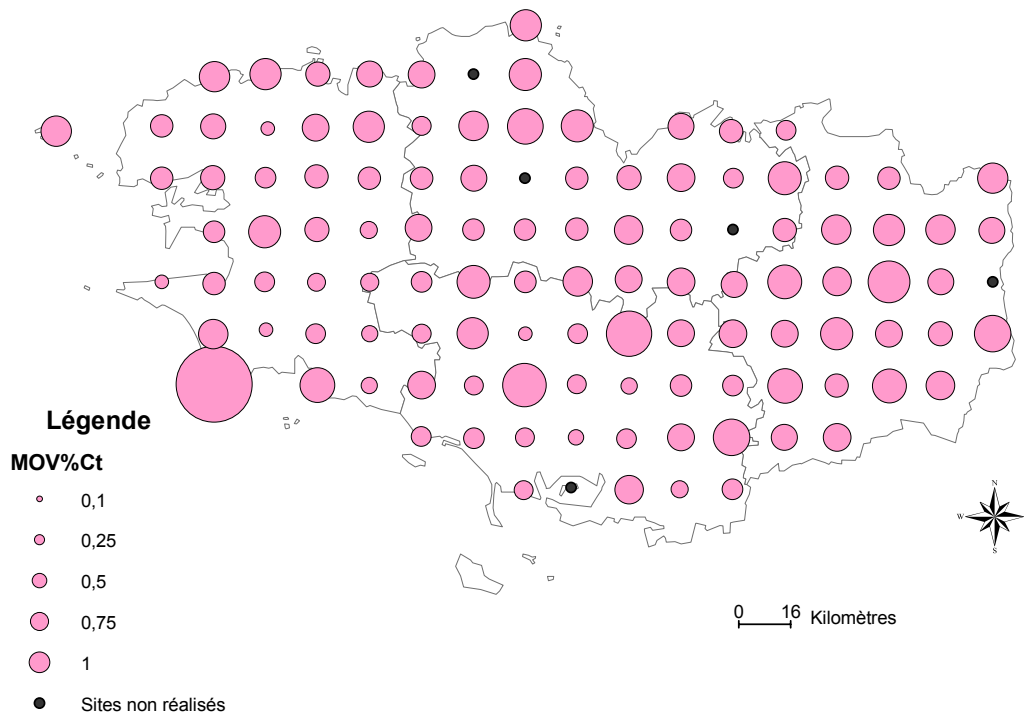 Légende
MOV%Ct
0,1
0,25
0,5
0,75
1
Sites non réalisés
N
W
S
0 16 Kilomètres